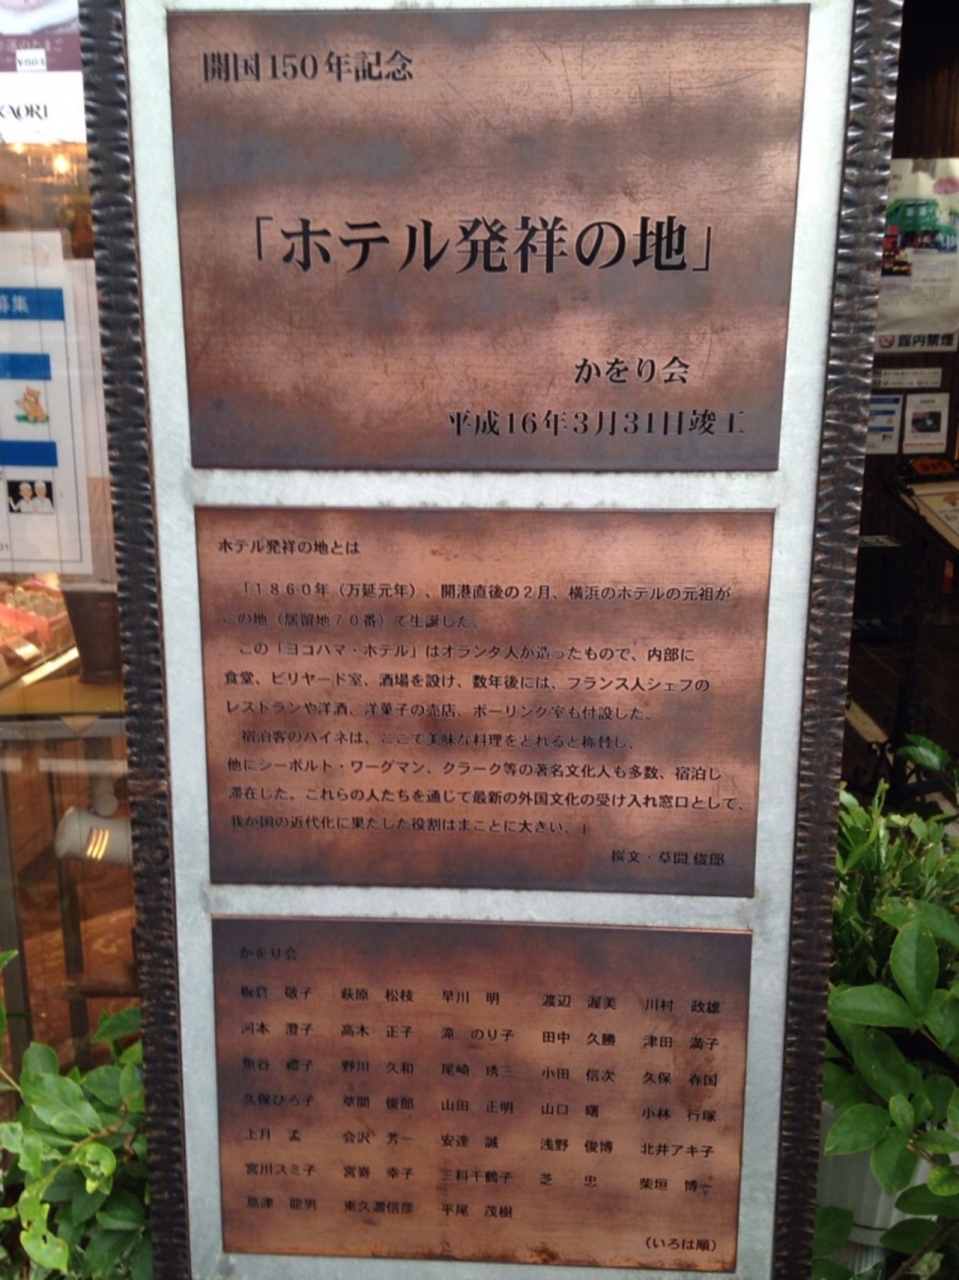 開国150年記念
「ホテル発祥の地」
かをり会
平成16年3月31日竣工
ホテル発祥の地とは
「1860年(万延元年)、開港直後の2月、横浜のホテルの元祖が
この地(居留地70番)で生誕した。
この「ヨコハマ・ホテル」はオランダ人が造ったもので、内部に
食堂、ビリヤード室、酒場を設け、数年後には、フランス人シェフの
レストランや洋酒、洋菓子の売店、ボーリング室も付設した。
宿泊客のハイネは、ここで美味な料理をとれると称賛し、
他にシーボルト・ワーグマン、クラーク等の著名文化人も多数、宿泊し
滞在した。これらの人たちを通じて最新の外国文化の受け入れ窓口として、
我が国の近代化に果たした役割はまことに大きい。」
撰文・草間俊郎
かをり会
板倉 敬子 萩原 松枝 早川 明 渡辺 渥美 川村 政雄
河本 澄子 高木 正子 滝 のり子 田中 久勝 津田 満子
魚谷 禮子 野川 久和 尾崎 小田 信次 久保 春国
久保ひろ子 草間 俊郎 山田 正明 山口 曙 小林 行塚
上月 孟 会沢 芳一 安達 誠 浅野 俊博 北井アキ子
宮川スミ子 宮嵜 幸子 三科千鶴子 芝 忠 柴垣 博一
島津 龍男 東久邇信彦 平尾 茂樹
(いろは順)
KAORI
募集
館内禁煙